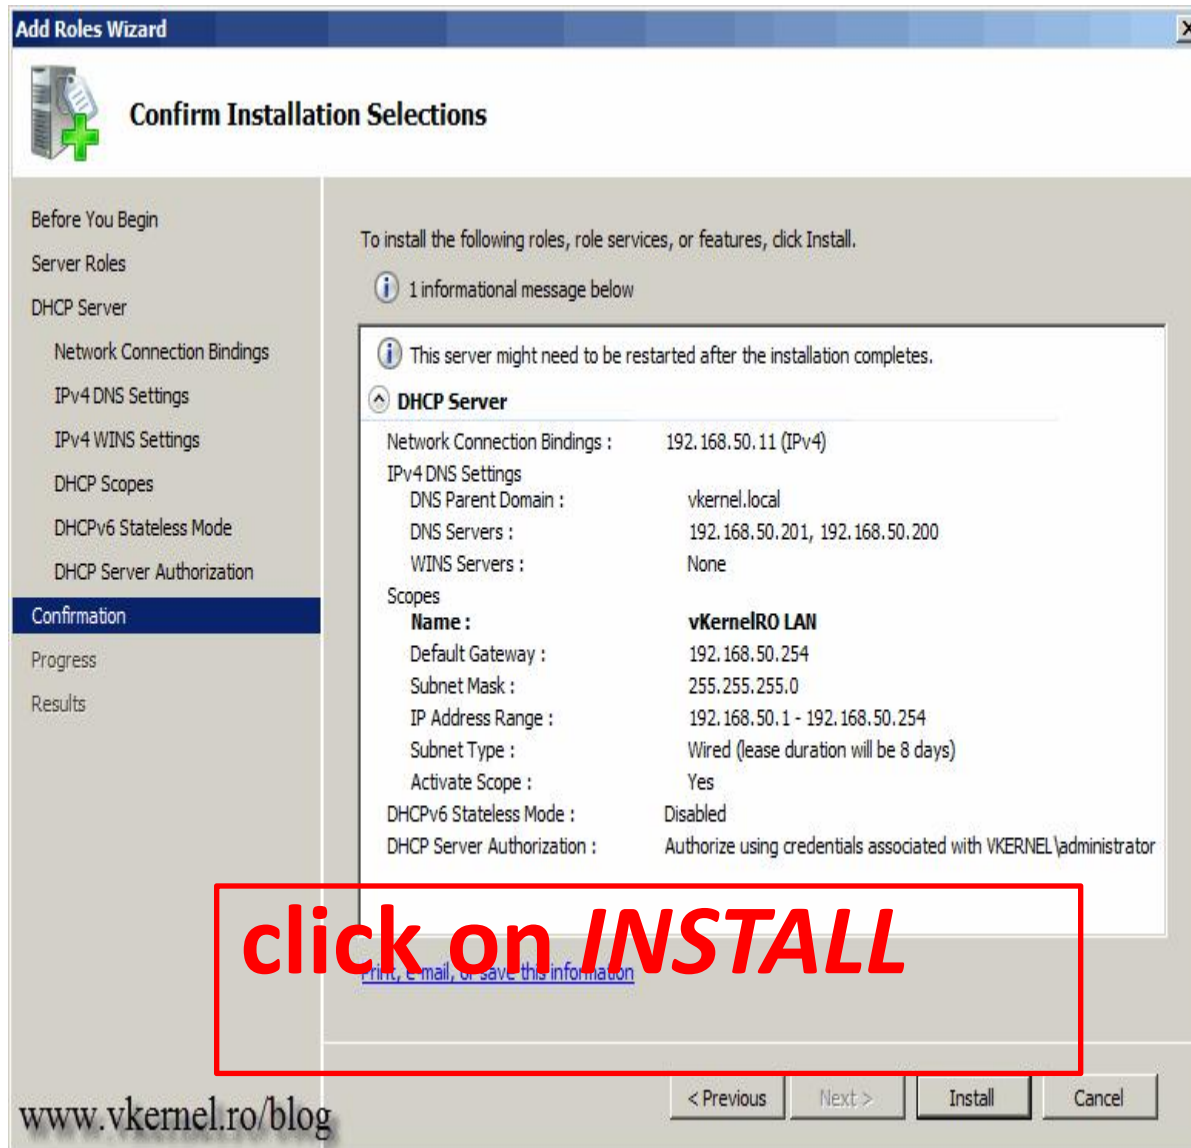 Add Roles Wizard
X
Confirm Installation Selections
Before You Begin
Server Roles
DHCP Server
Network Connection Bindings
IPv4 DNS Settings
IPv4 WINS Settings
DHCP Scopes
DHCPv6 Stateless Mode
DHCP Server Authorization
Confirmation
Progress
Results
To install the following roles, role services, or features, click Install.
1 informational message below
This server might need to be restarted after the installation completes.
DHCP Server
Network Connection Bindings : 192.168.50.11 (IPv4)
IPv4 DNS Settings
DNS Parent Domain : vkernel.local
DNS Servers : 192.168.50.201, 192.168.50.200
WINS Servers : None
Scopes
Name : vKernelRO LAN
Default Gateway : 192.168.50.254
Subnet Mask : 255.255.255.0
IP Address Range : 192.168.50.1 - 192.168.50.254
Subnet Type : Wired (lease duration will be 8 days)
Activate Scope : Yes
DHCPv6 Stateless Mode : Disabled
DHCP Server Authorization : Authorize using credentials associated with VKERNEL\administrator
click on INSTALL
Print, e-mail, or save this information
< Previous Next > Install Cancel
www.vkernel.ro/blog